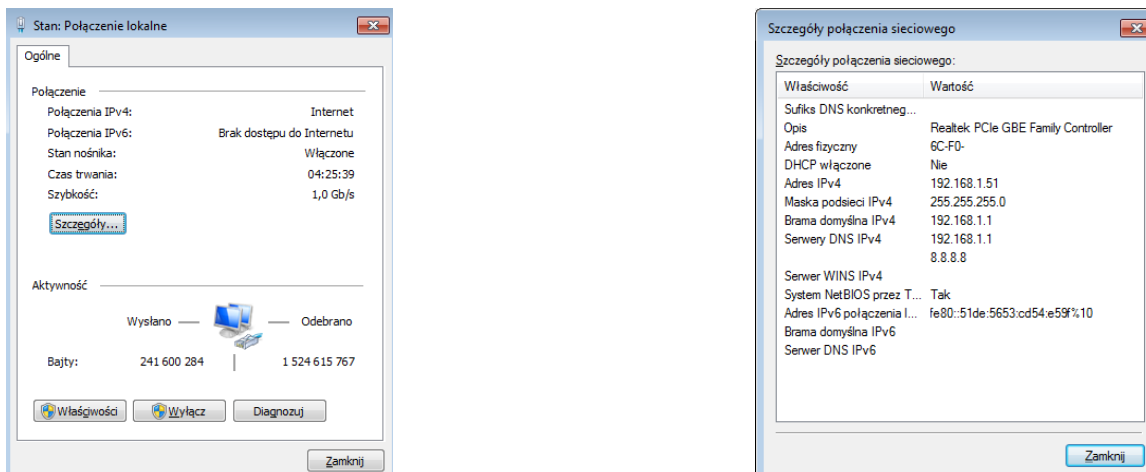 Stan: Połączenie lokalne
Ogólne
Połączenie
Połączenia IPv4: Internet
Połączenia IPv6: Brak dostępu do Internetu
Stan nośnika: Włączone
Czas trwania: 04:25:39
Szybkość: 1,0 Gb/s
Szczegóły...
Aktywność
Wysłano — Odebrano
Bajty: 241 600 284 1 524 615 767
Właściwości Wyłącz Diagnozuj
Zamknij
Szczegóły połączenia sieciowego
Szczegóły połączenia sieciowego:
Właściwość Wartość
Sufiks DNS konkretneg...
Opis Realtek PCIe GBE Family Controller
Adres fizyczny 6C-F0-
DHCP włączone Nie
Adres IPv4 192.168.1.51
Maska podsieci IPv4 255.255.255.0
Brama domyślna IPv4 192.168.1.1
Serwery DNS IPv4 192.168.1.1
8.8.8.8
Serwer WINS IPv4
System NetBIOS przez T... Tak
Adres IPv6 połączenia l... fe80::51de:5653:cd54:e59f%10
Brama domyślna IPv6
Serwer DNS IPv6
Zamknij